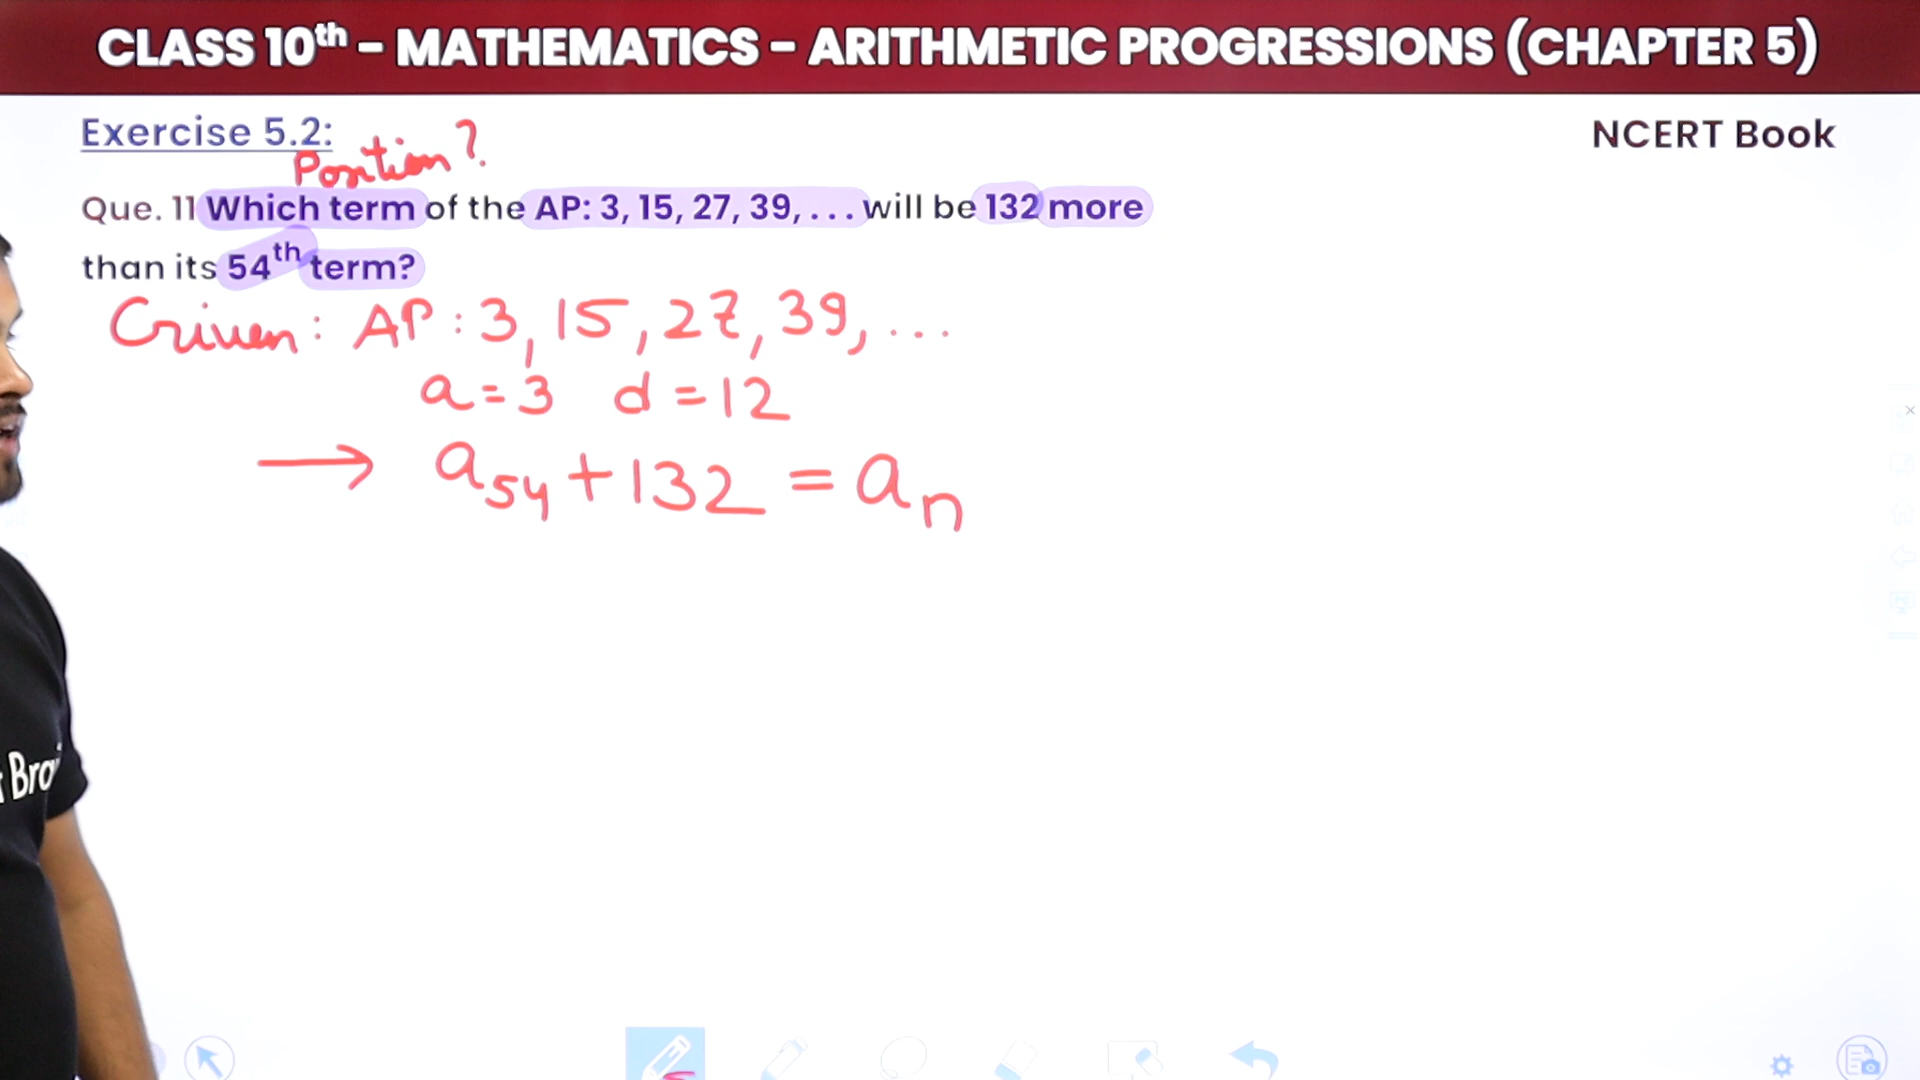 CLASS 10th – MATHEMATICS – ARITHMETIC PROGRESSIONS (CHAPTER 5)
Exercise 5.2:
NCERT Book
Position ?
Que. 11 Which term of the AP: 3, 15, 27, 39, . . . will be 132 more
than its 54th term?
Given : AP : 3, 15, 27, 39, ...
a = 3 d = 12
→ a54 + 132 = an